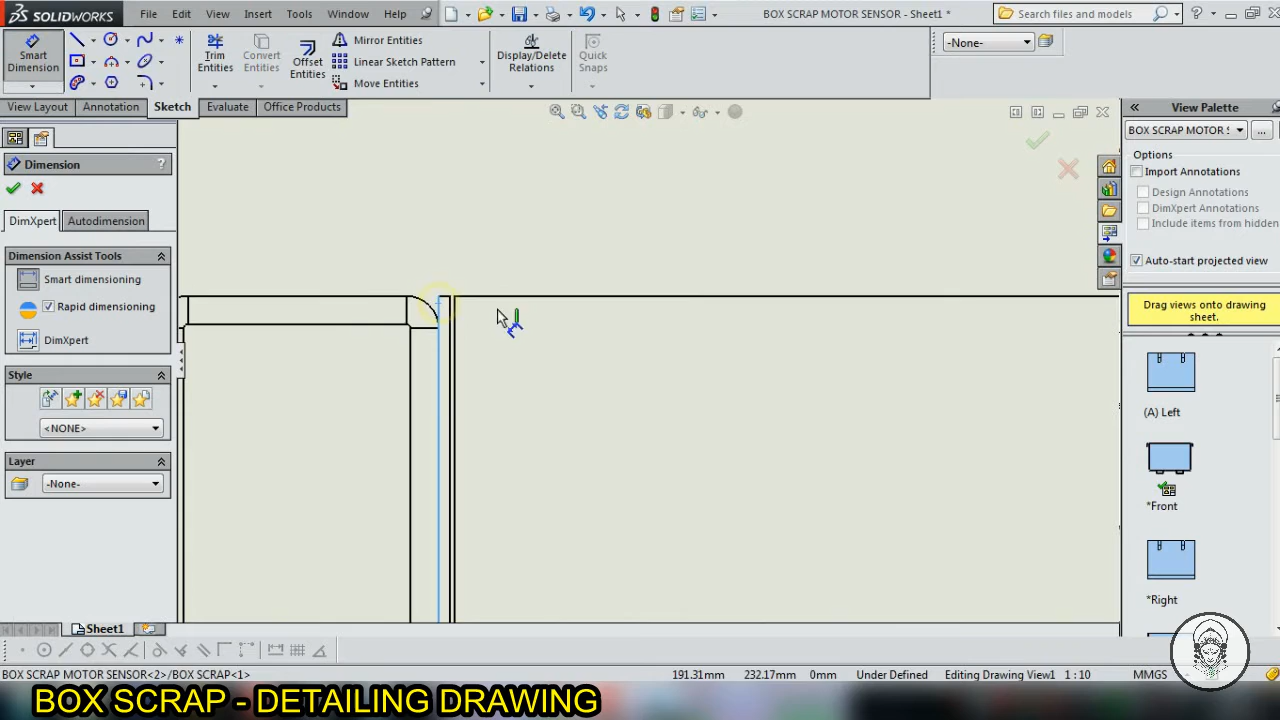 SOLIDWORKS File Edit View Insert Tools Window Help BOX SCRAP MOTOR SENSOR - Sheet1 * Search files and models
Smart Dimension
Trim Entities
Convert Entities
Offset Entities
Mirror Entities
Linear Sketch Pattern
Move Entities
Display/Delete Relations
Quick Snaps
-None-
View Layout Annotation Sketch Evaluate Office Products
View Palette
Dimension ?
BOX SCRAP MOTOR S ...
Options
Import Annotations
Design Annotations
DimXpert Annotations
Include items from hidden
Auto-start projected view
Drag views onto drawing sheet.
DimXpert Autodimension
Dimension Assist Tools
Smart dimensioning
Rapid dimensioning
DimXpert
Style
<NONE>
Layer
-None-
(A) Left
*Front
*Right
Sheet1
BOX SCRAP MOTOR SENSOR<2>/BOX SCRAP<1> 191.31mm 232.17mm 0mm Under Defined Editing Drawing View1 1 : 10 MMGS
BOX SCRAP - DETAILING DRAWING